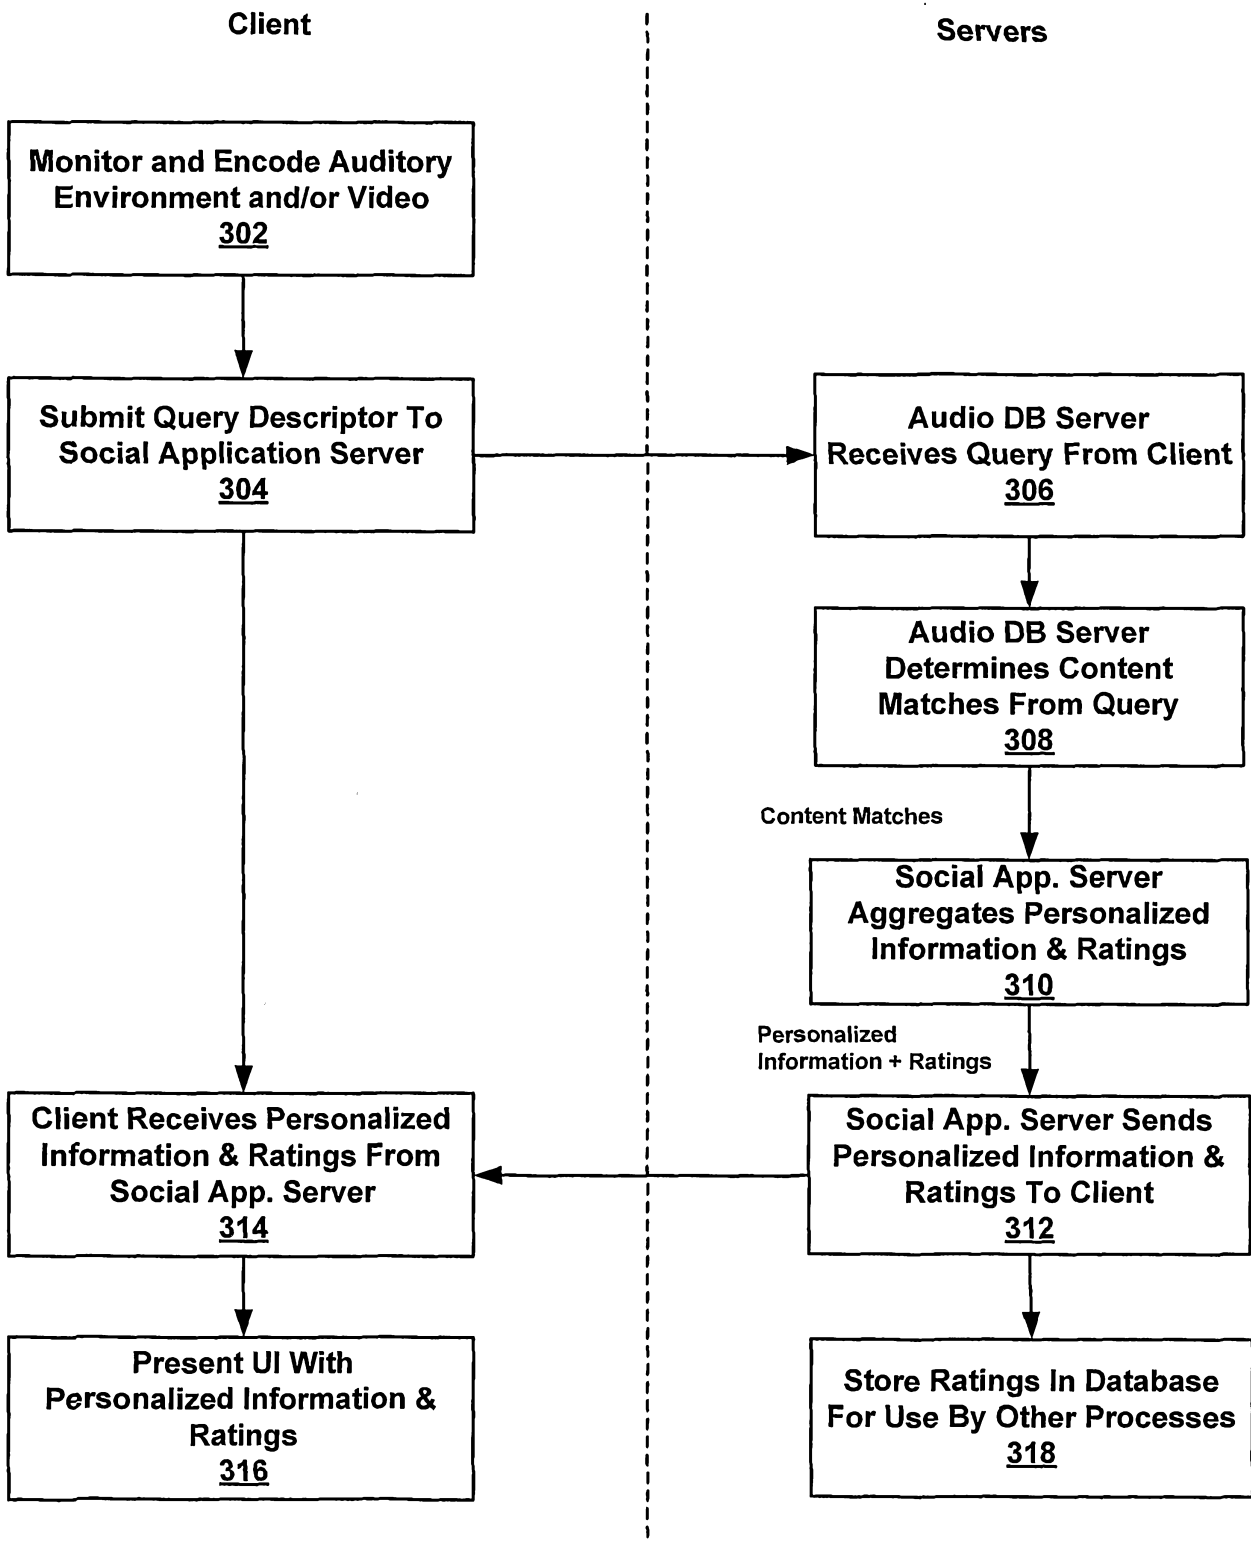 Client
Servers
Monitor and Encode Auditory
Environment and/or Video
302
Submit Query Descriptor To
Social Application Server
304
Audio DB Server
Receives Query From Client
306
Audio DB Server
Determines Content
Matches From Query
308
Content Matches
Social App. Server
Aggregates Personalized
Information & Ratings
310
Personalized
Information + Ratings
Client Receives Personalized
Information & Ratings From
Social App. Server
314
Social App. Server Sends
Personalized Information &
Ratings To Client
312
Present UI With
Personalized Information &
Ratings
316
Store Ratings In Database
For Use By Other Processes
318